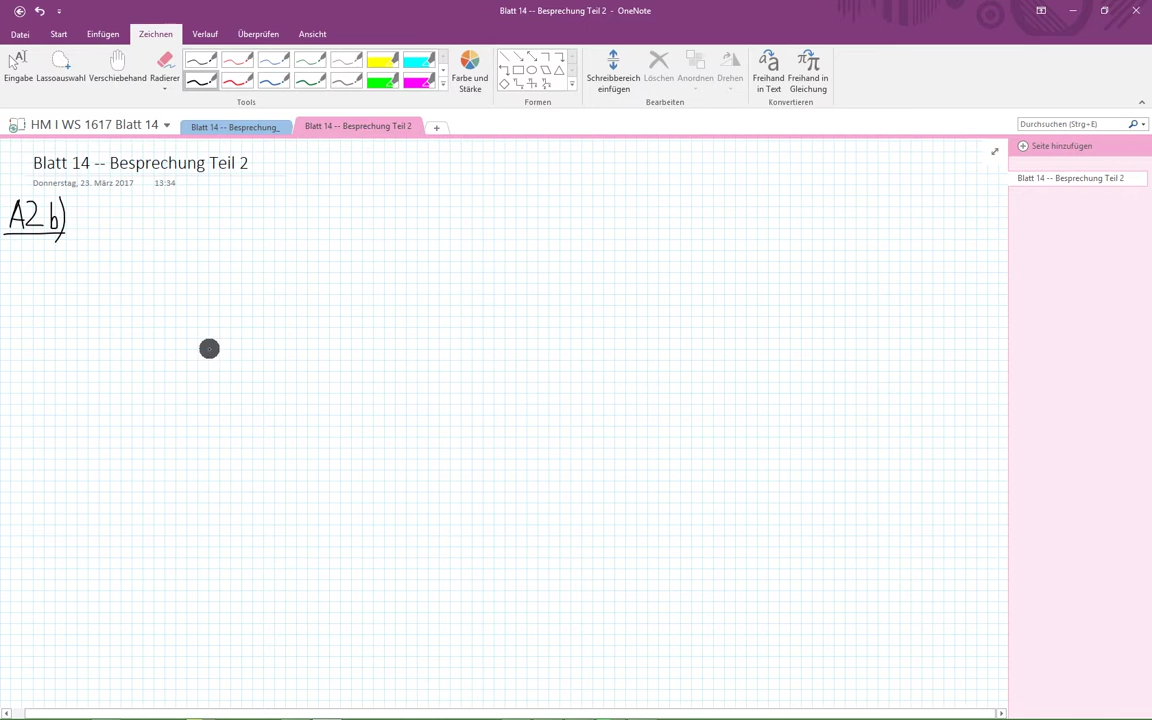 Blatt 14 -- Besprechung Teil 2 - OneNote
Datei Start Einfügen Zeichnen Verlauf Überprüfen Ansicht
Eingabe Lassoauswahl Verschiebehand Radierer
Farbe und Stärke
Schreibbereich einfügen
Löschen Anordnen Drehen
Freihand in Text
Freihand in Gleichung
Tools Formen Bearbeiten Konvertieren
HM I WS 1617 Blatt 14
Blatt 14 -- Besprechung_
Blatt 14 -- Besprechung Teil 2
Durchsuchen (Strg+E)
Seite hinzufügen
Blatt 14 -- Besprechung Teil 2
Blatt 14 -- Besprechung Teil 2
Donnerstag, 23. März 2017 13:34
A2 b)